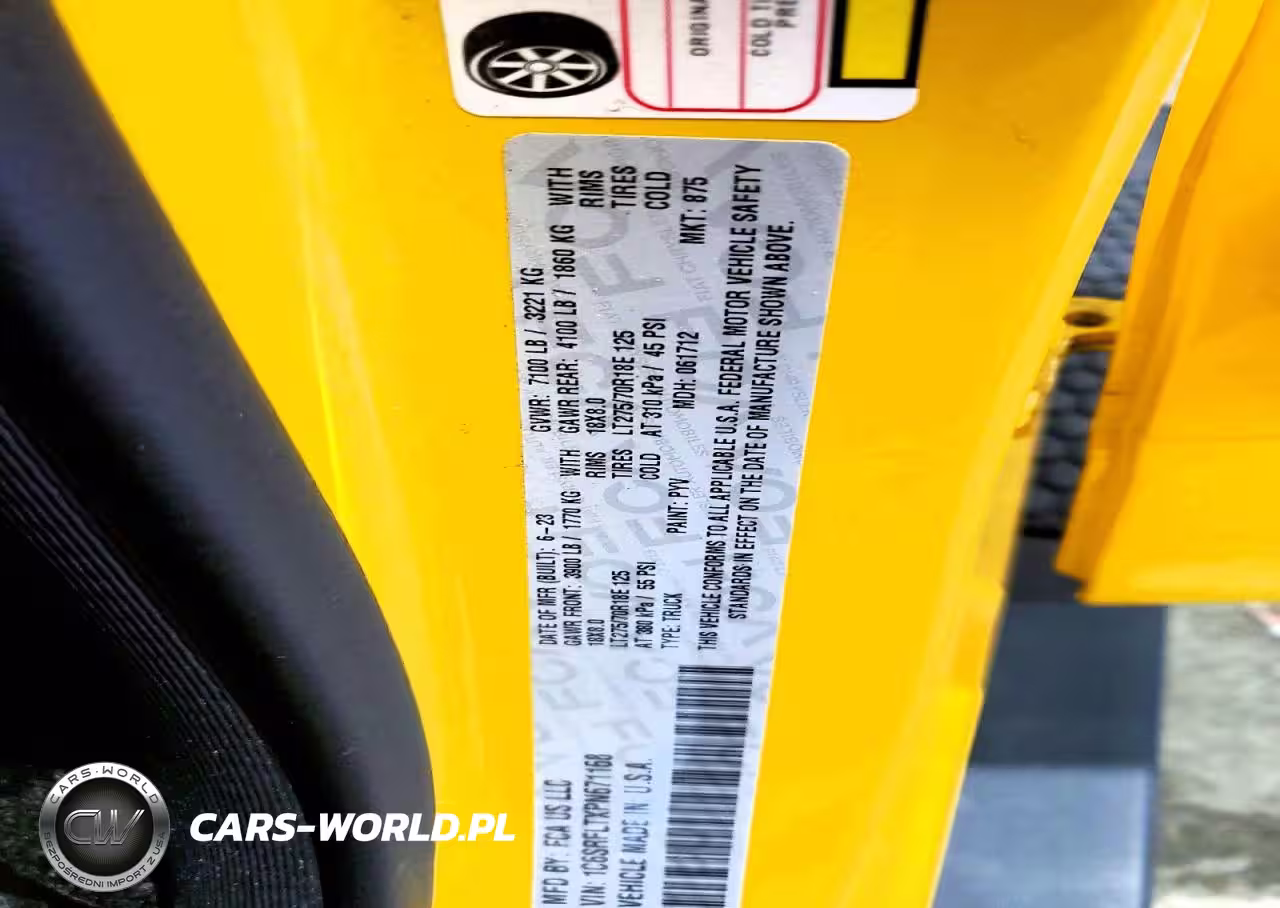 ORIGINA
COLD TI
PRE
MFD BY: FCA US LLC
DATE OF MFR (BUILT): 6-23
GVWR: 7100 LB / 3221 KG
GAWR FRONT: 3900 LB / 1770 KG WITH
18X8.0 RIMS
LT275/70R18E 125 TIRES
AT 380 kPa / 55 PSI COLD
GAWR REAR: 4100 LB / 1860 KG WITH
18X8.0 RIMS
LT275/70R18E 125 TIRES
AT 310 kPa / 45 PSI COLD
VIN: 1C6SRFLTXPN671168
TYPE: TRUCK PAINT: PYV MDH: 061712 MKT: 875
VEHICLE MADE IN U.S.A.
THIS VEHICLE CONFORMS TO ALL APPLICABLE U.S.A. FEDERAL MOTOR VEHICLE SAFETY
STANDARDS IN EFFECT ON THE DATE OF MANUFACTURE SHOWN ABOVE.
CARS-WORLD
CW
BEZPOŚREDNI IMPORT Z USA
CARS-WORLD.PL